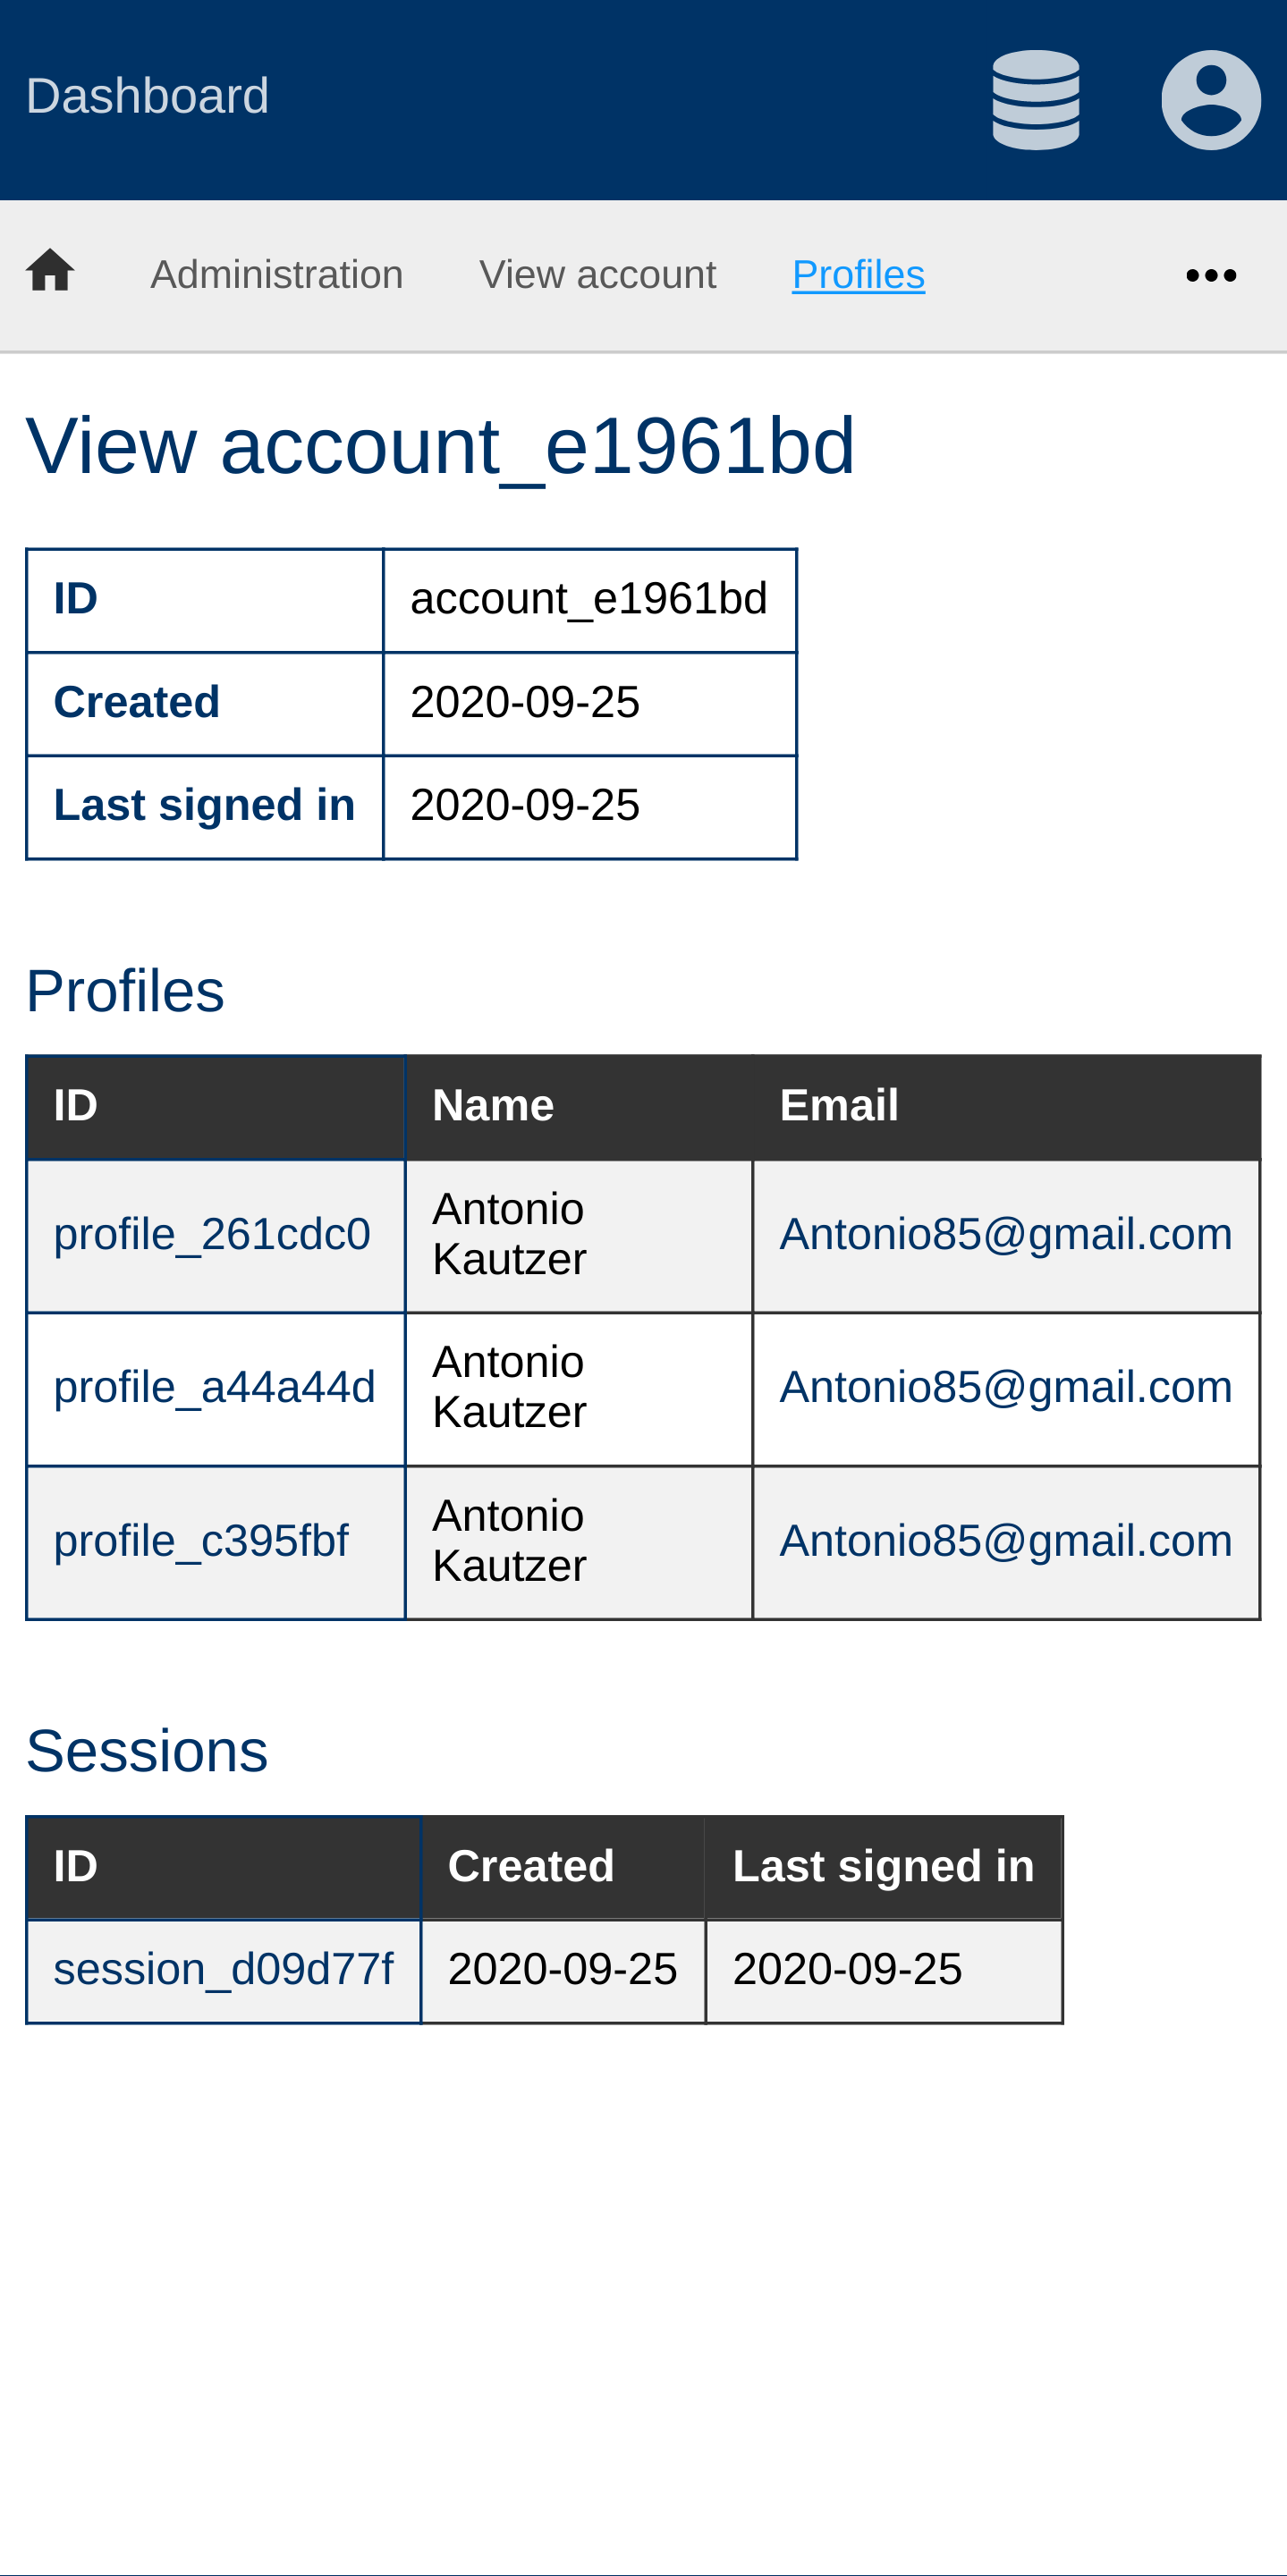 Dashboard
Administration View account Profiles
View account_e1961bd
ID account_e1961bd
Created 2020-09-25
Last signed in 2020-09-25
Profiles
ID Name Email
profile_261cdc0 Antonio Kautzer Antonio85@gmail.com
profile_a44a44d Antonio Kautzer Antonio85@gmail.com
profile_c395fbf Antonio Kautzer Antonio85@gmail.com
Sessions
ID Created Last signed in
session_d09d77f 2020-09-25 2020-09-25